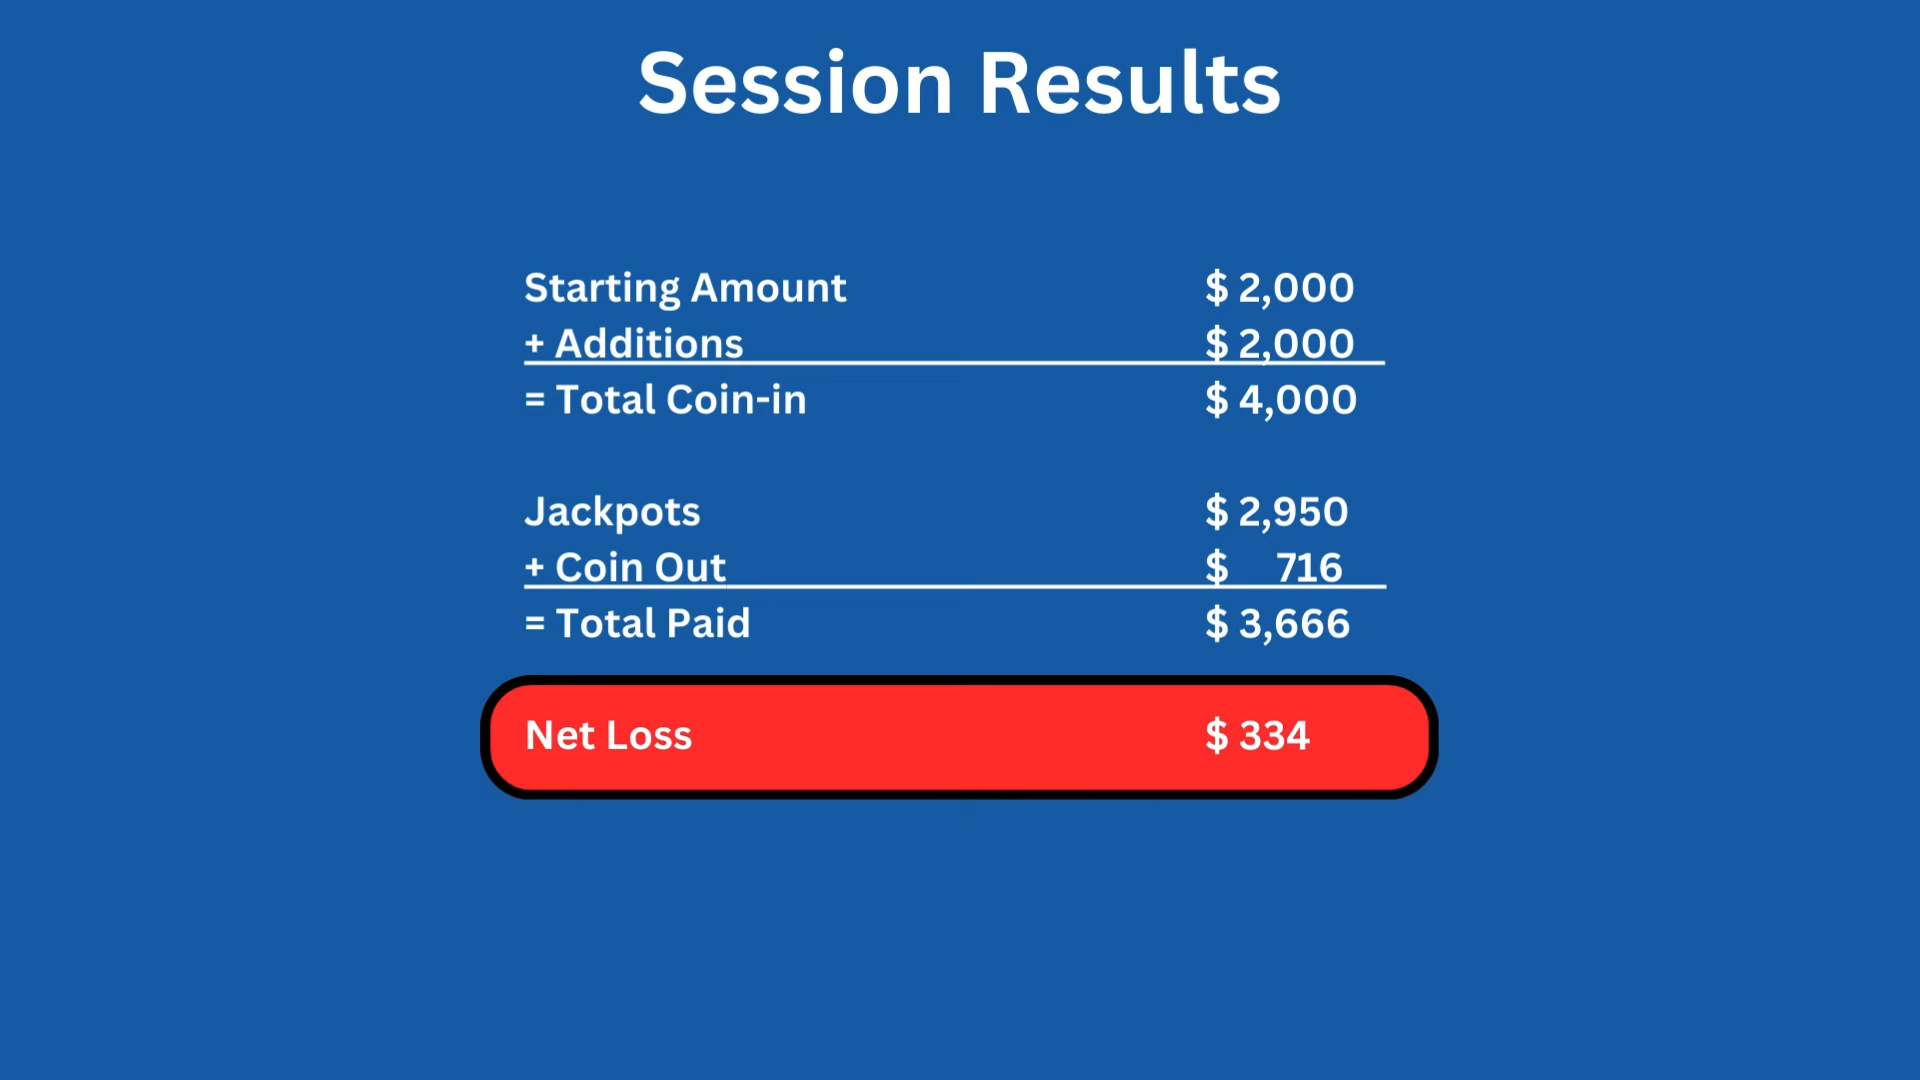 Session Results
Starting Amount $ 2,000
+ Additions $ 2,000
= Total Coin-in $ 4,000
Jackpots $ 2,950
+ Coin Out $ 716
= Total Paid $ 3,666
Net Loss $ 334